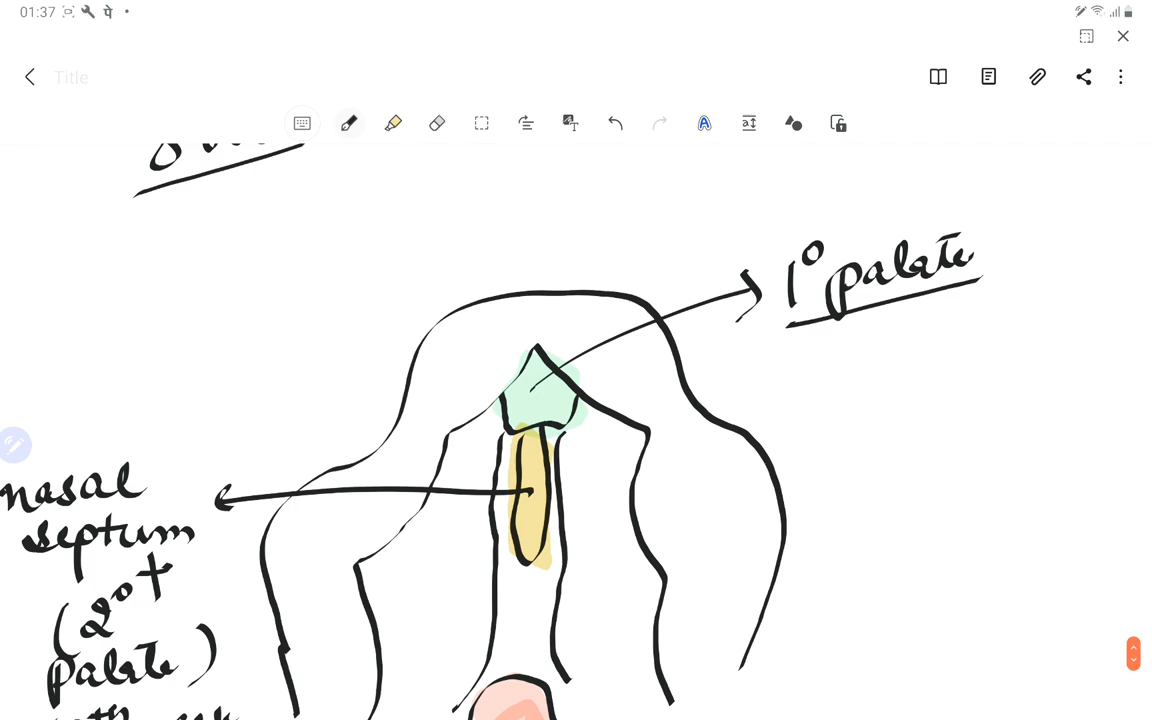 01:37
Title
1° palate
nasal
septum
(2° +
palate)